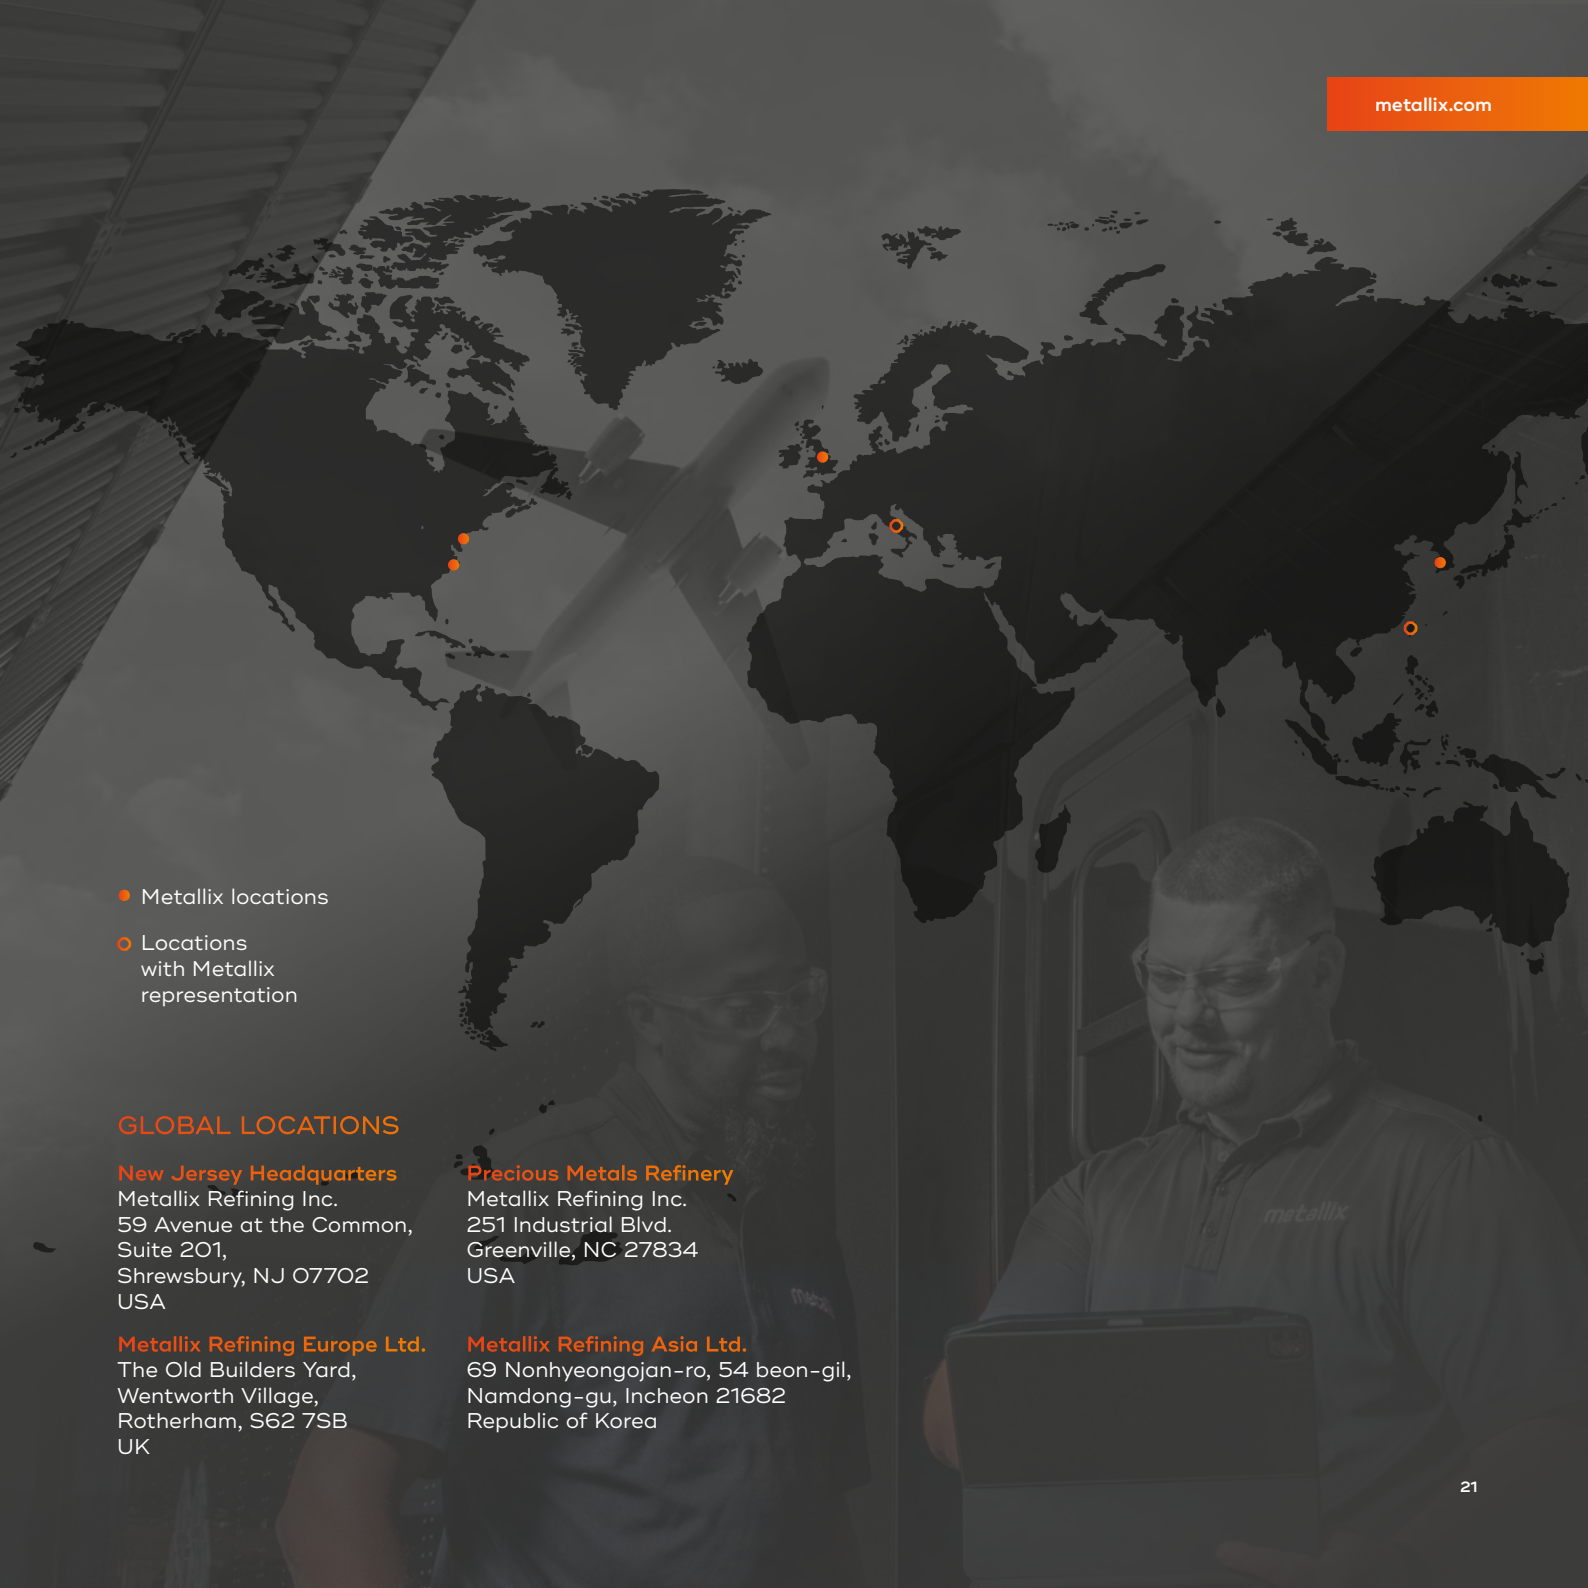 metallix.com
Metallix locations
Locations
with Metallix
representation
GLOBAL LOCATIONS
New Jersey Headquarters
Metallix Refining Inc.
59 Avenue at the Common,
Suite 201,
Shrewsbury, NJ 07702
USA
Precious Metals Refinery
Metallix Refining Inc.
251 Industrial Blvd.
Greenville, NC 27834
USA
Metallix Refining Europe Ltd.
The Old Builders Yard,
Wentworth Village,
Rotherham, S62 7SB
UK
Metallix Refining Asia Ltd.
69 Nonhyeongojan-ro, 54 beon-gil,
Namdong-gu, Incheon 21682
Republic of Korea
metallix
21